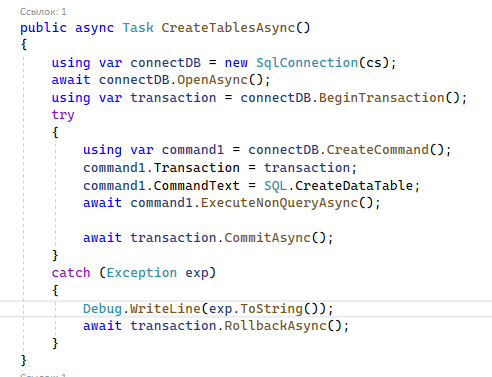 Ссылок: 1
public async Task CreateTablesAsync()
{
    using var connectDB = new SqlConnection(cs);
    await connectDB.OpenAsync();
    using var transaction = connectDB.BeginTransaction();
    try
    {
        using var command1 = connectDB.CreateCommand();
        command1.Transaction = transaction;
        command1.CommandText = SQL.CreateDataTable;
        await command1.ExecuteNonQueryAsync();

        await transaction.CommitAsync();
    }
    catch (Exception exp)
    {
        Debug.WriteLine(exp.ToString());
        await transaction.RollbackAsync();
    }
}
Ссылок: 1